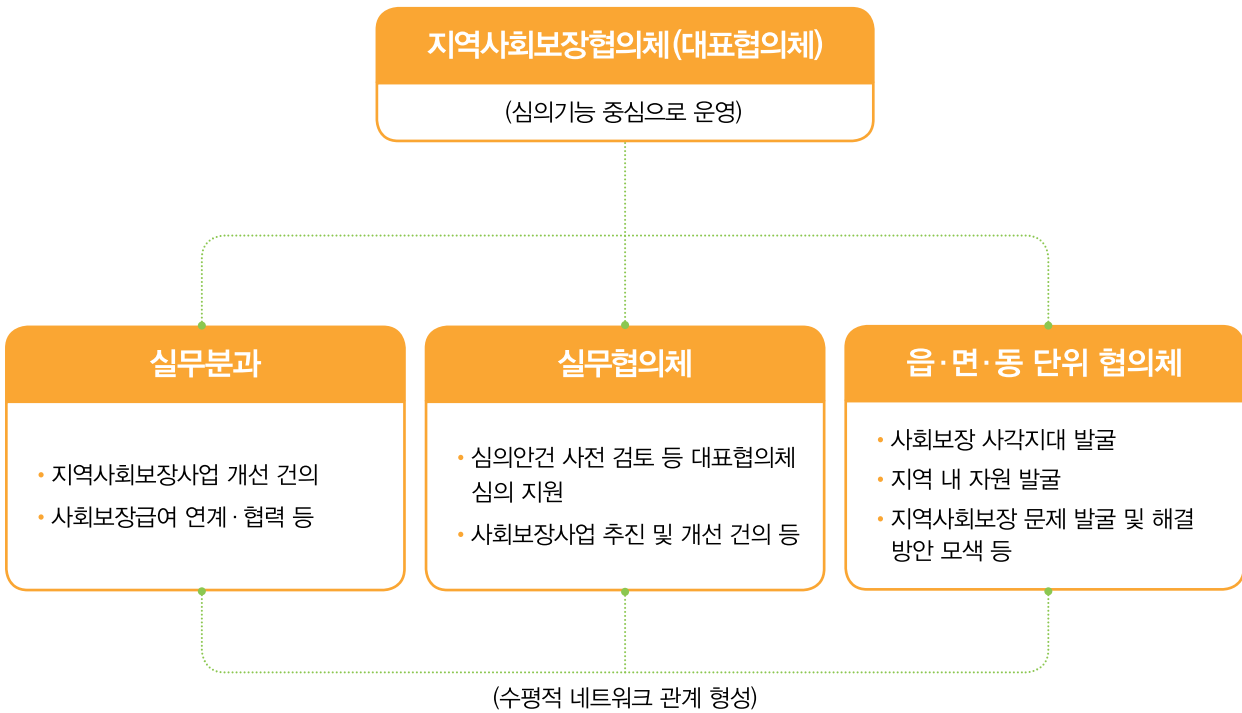 지역사회보장협의체(대표협의체)
(심의기능 중심으로 운영)
실무분과
• 지역사회보장사업 개선 건의
• 사회보장급여 연계·협력 등
실무협의체
• 심의안건 사전 검토 등 대표협의체
심의 지원
• 사회보장사업 추진 및 개선 건의 등
읍·면·동 단위 협의체
• 사회보장 사각지대 발굴
• 지역 내 자원 발굴
• 지역사회보장 문제 발굴 및 해결
방안 모색 등
(수평적 네트워크 관계 형성)